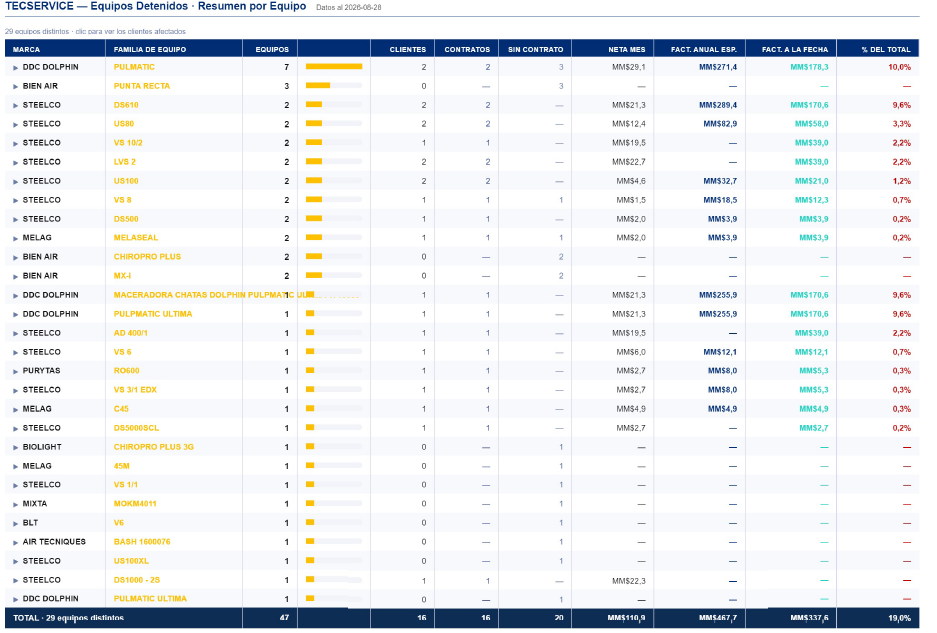 TECSERVICE — Equipos Detenidos · Resumen por Equipo Datos al 2026-06-28
29 equipos distintos · clic para ver los clientes afectados
MARCA FAMILIA DE EQUIPO EQUIPOS CLIENTES CONTRATOS SIN CONTRATO NETA MES FACT. ANUAL ESP. FACT. A LA FECHA % DEL TOTAL
▶ DDC DOLPHIN PULMATIC 7 2 2 3 MM$29,1 MM$271,4 MM$178,3 10,0%
▶ BIEN AIR PUNTA RECTA 3 0 — 3 — — — —
▶ STEELCO DS610 2 2 2 — MM$21,3 MM$289,4 MM$170,6 9,6%
▶ STEELCO US80 2 2 2 — MM$12,4 MM$82,9 MM$58,0 3,3%
▶ STEELCO VS 10/2 2 1 1 — MM$19,5 — MM$39,0 2,2%
▶ STEELCO LVS 2 2 2 2 — MM$22,7 — MM$39,0 2,2%
▶ STEELCO US100 2 2 2 — MM$4,6 MM$32,7 MM$21,0 1,2%
▶ STEELCO VS 8 2 1 1 1 MM$1,5 MM$18,5 MM$12,3 0,7%
▶ STEELCO DS500 2 1 1 — MM$2,0 MM$3,9 MM$3,9 0,2%
▶ MELAG MELASEAL 2 1 1 1 MM$2,0 MM$3,9 MM$3,9 0,2%
▶ BIEN AIR CHIROPRO PLUS 2 0 — 2 — — — —
▶ BIEN AIR MX-i 2 0 — 2 — — — —
▶ DDC DOLPHIN MACERADORA CHATAS DOLPHIN PULPMATIC UL 1 1 1 — MM$21,3 MM$255,9 MM$170,6 9,6%
▶ DDC DOLPHIN PULPMATIC ULTIMA 1 1 1 — MM$21,3 MM$255,9 MM$170,6 9,6%
▶ STEELCO AD 400/1 1 1 1 — MM$19,5 — MM$39,0 2,2%
▶ STEELCO VS 6 1 1 1 — MM$6,0 MM$12,1 MM$12,1 0,7%
▶ PURYTAS RO600 1 1 1 — MM$2,7 MM$8,0 MM$5,3 0,3%
▶ STEELCO VS 3/1 EDX 1 1 1 — MM$2,7 MM$8,0 MM$5,3 0,3%
▶ MELAG C45 1 1 1 — MM$4,9 MM$4,9 MM$4,9 0,3%
▶ STEELCO DS5000SCL 1 1 1 — MM$2,7 — MM$2,7 0,2%
▶ BIOLIGHT CHIROPRO PLUS 3G 1 0 — 1 — — — —
▶ MELAG 45M 1 0 — 1 — — — —
▶ STEELCO VS 1/1 1 0 — 1 — — — —
▶ MIXTA MOKM4011 1 0 — 1 — — — —
▶ BLT V6 1 0 — 1 — — — —
▶ AIR TECNIQUES BASH 1600076 1 0 — 1 — — — —
▶ STEELCO US100XL 1 0 — 1 — — — —
▶ STEELCO DS1000 - 2S 1 1 1 — MM$22,3 — — —
▶ DDC DOLPHIN PULMATIC ULTIMA 1 0 — 1 — — — —
TOTAL · 29 equipos distintos 47 16 16 20 MM$110,9 MM$467,7 MM$337,6 19,0%